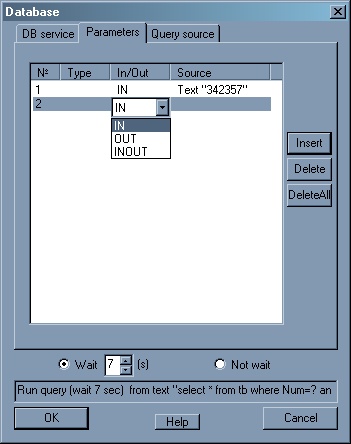 Database
DB service Parameters Query source
Nº Type In/Out Source
1 IN Text "342357"
2 IN
IN
OUT
INOUT
Insert
Delete
DeleteAll
Wait 7 (s) Not wait
Run query (wait 7 sec) from text "select * from tb where Num=? an
OK Help Cancel